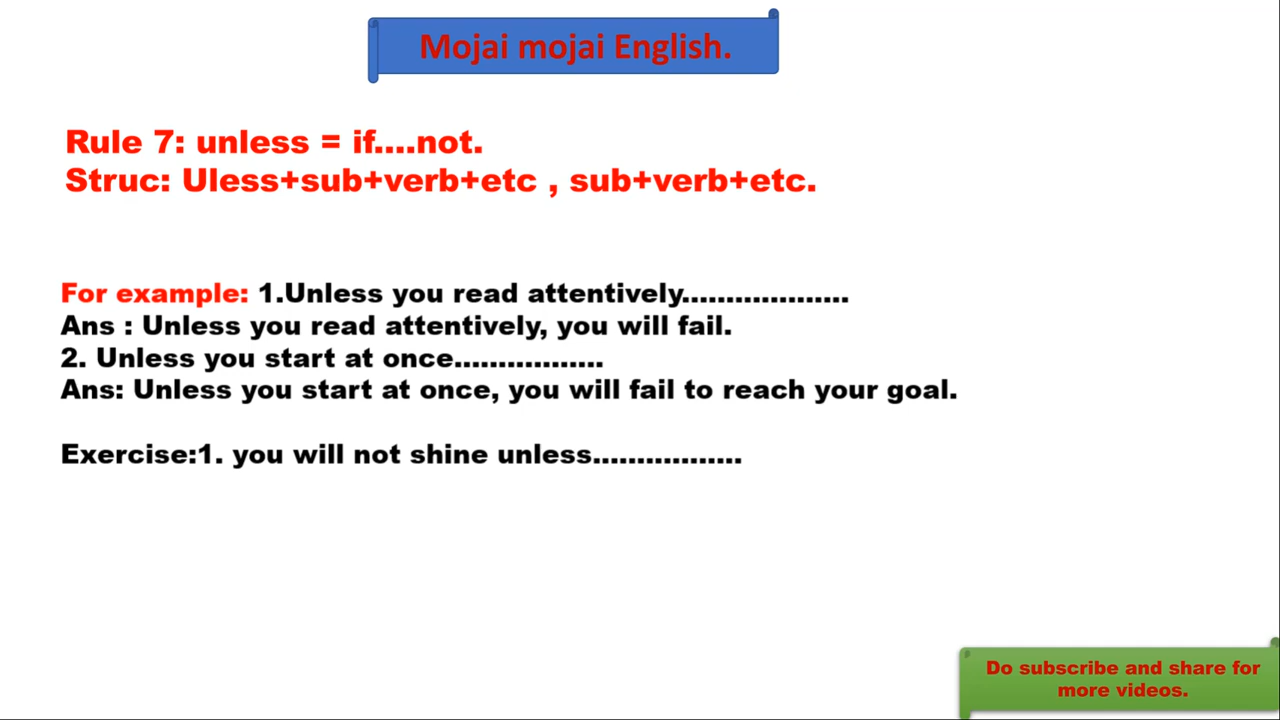 Mojai mojai English.
Rule 7: unless = if....not.
Struc: Uless+sub+verb+etc , sub+verb+etc.
For example: 1.Unless you read attentively...................
Ans : Unless you read attentively, you will fail.
2. Unless you start at once.................
Ans: Unless you start at once, you will fail to reach your goal.
Exercise:1. you will not shine unless.................
Do subscribe and share for
more videos.